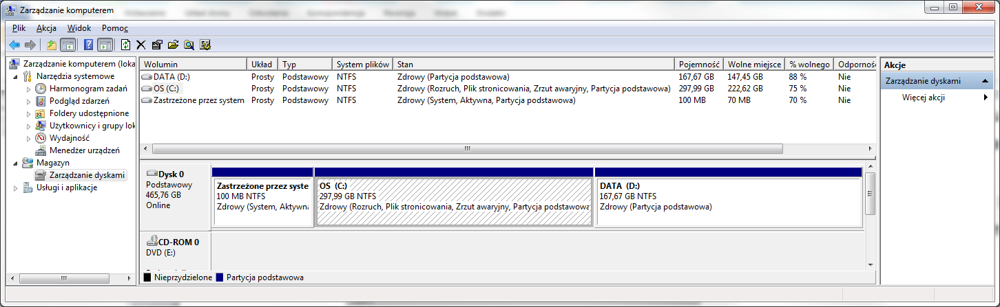 Zarządzanie komputerem
Plik Akcja Widok Pomoc
Zarządzanie komputerem (loka
Narzędzia systemowe
Harmonogram zadań
Podgląd zdarzeń
Foldery udostępnione
Użytkownicy i grupy lok
Wydajność
Menedżer urządzeń
Magazyn
Zarządzanie dyskami
Usługi i aplikacje
Wolumin Układ Typ System plików Stan Pojemność Wolne miejsce % wolnego Odporność
DATA (D:) Prosty Podstawowy NTFS Zdrowy (Partycja podstawowa) 167,67 GB 147,45 GB 88 % Nie
OS (C:) Prosty Podstawowy NTFS Zdrowy (Rozruch, Plik stronicowania, Zrzut awaryjny, Partycja podstawowa) 297,99 GB 222,62 GB 75 % Nie
Zastrzeżone przez system Prosty Podstawowy NTFS Zdrowy (System, Aktywna, Partycja podstawowa) 100 MB 70 MB 70 % Nie
Dysk 0
Podstawowy
465,76 GB
Online
Zastrzeżone przez syste
100 MB NTFS
Zdrowy (System, Aktywn
OS (C:)
297,99 GB NTFS
Zdrowy (Rozruch, Plik stronicowania, Zrzut awaryjny, Partycja podstawowa
DATA (D:)
167,67 GB NTFS
Zdrowy (Partycja podstawowa)
CD-ROM 0
DVD (E:)
Nieprzydzielone Partycja podstawowa
Akcje
Zarządzanie dyskami
Więcej akcji